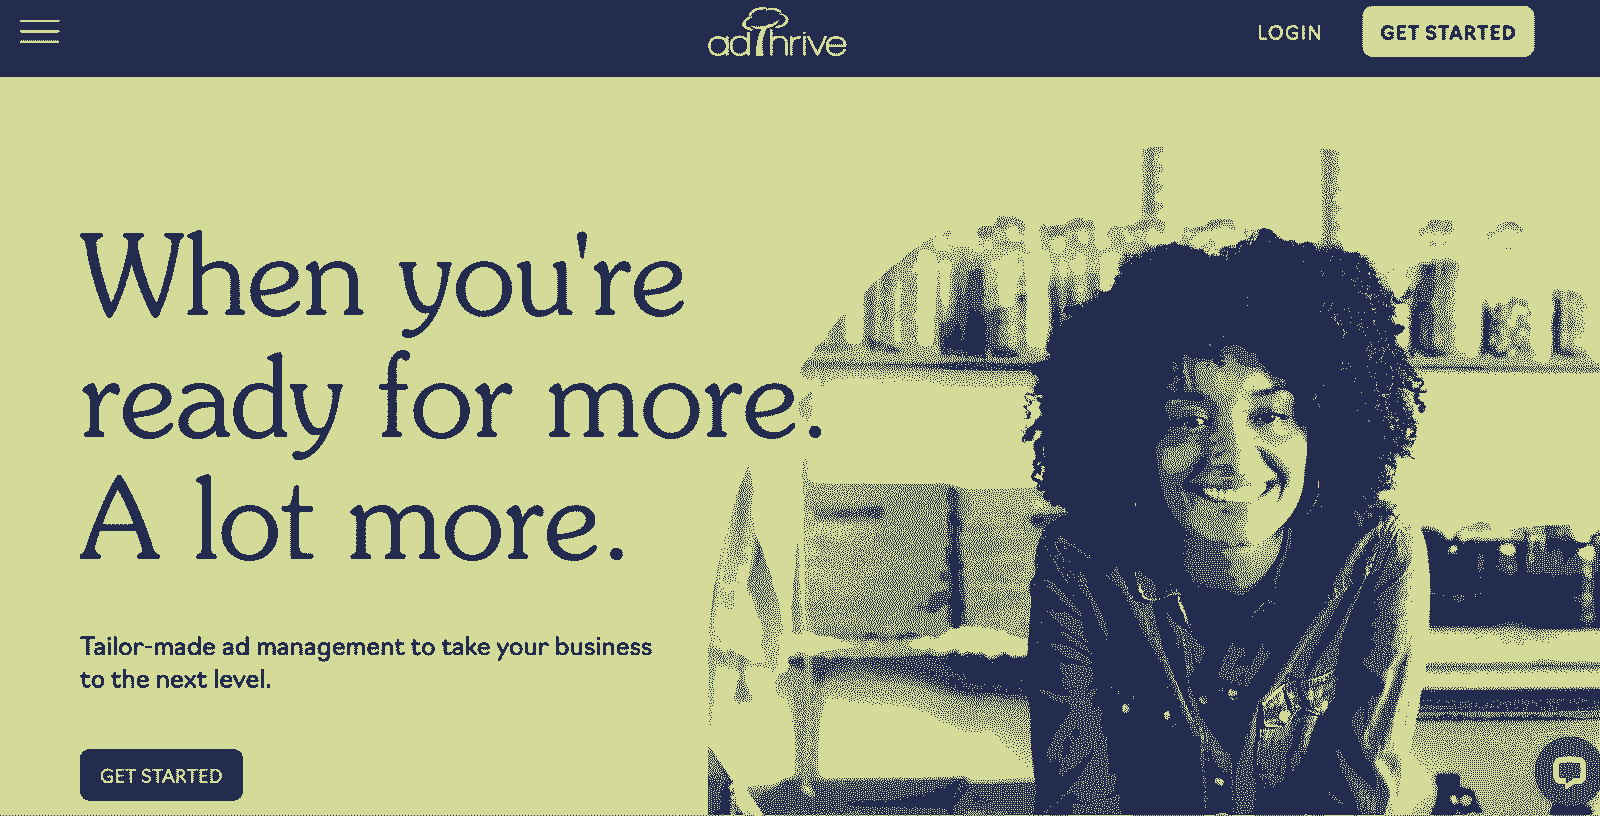 adThrive
LOGIN
GET STARTED
When you're
ready for more.
A lot more.
Tailor-made ad management to take your business
to the next level.
GET STARTED